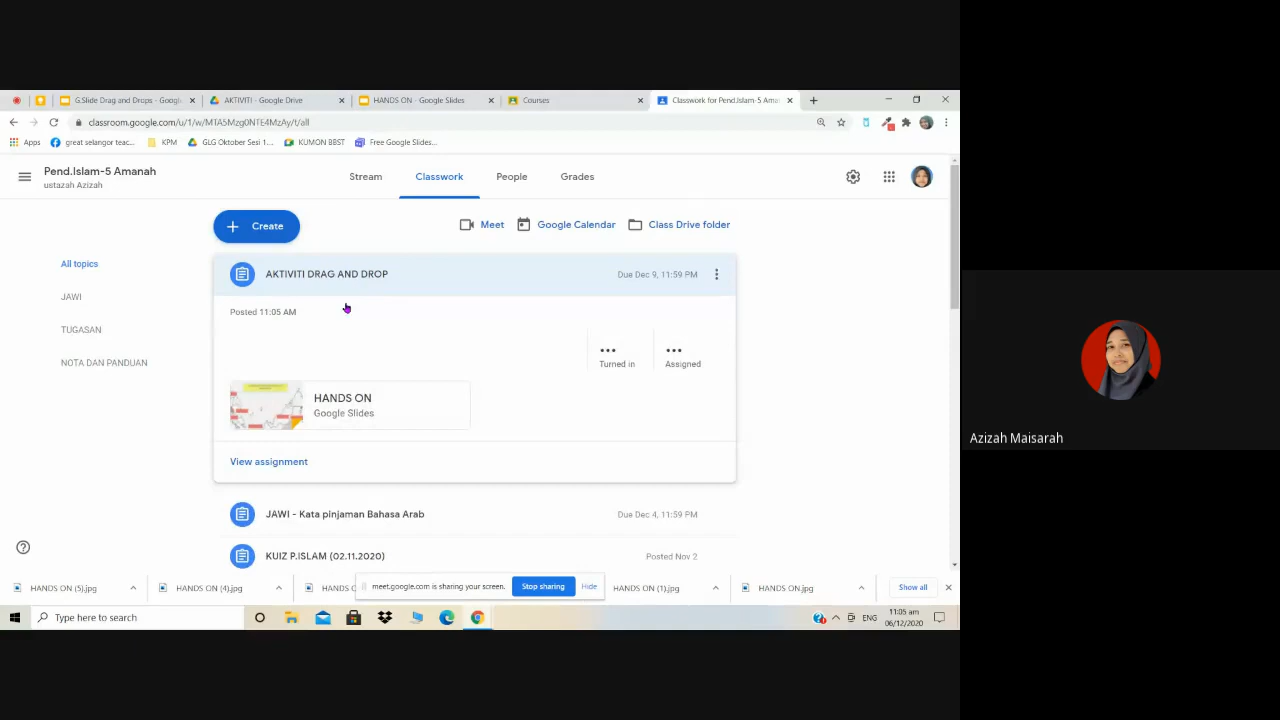 G.Slide Drag and Drops - Googl
AKTIVITI - Google Drive
HANDS ON - Google Slides
Courses
Classwork for Pend.Islam-5 Ama
classroom.google.com/u/1/w/MTA5Mzg0NTE4MzAy/t/all
Apps
great selangor teac...
KPM
GLG Oktober Sesi 1...
KUMON BBST
Free Google Slides...
Pend.Islam-5 Amanah
ustazah Azizah
Stream
Classwork
People
Grades
Create
Meet
Google Calendar
Class Drive folder
All topics
JAWI
TUGASAN
NOTA DAN PANDUAN
AKTIVITI DRAG AND DROP
Due Dec 9, 11:59 PM
Posted 11:05 AM
Turned in
Assigned
HANDS ON
Google Slides
View assignment
JAWI - Kata pinjaman Bahasa Arab
Due Dec 4, 11:59 PM
KUIZ P.ISLAM (02.11.2020)
Posted Nov 2
Azizah Maisarah
HANDS ON (5).jpg
HANDS ON (4).jpg
HANDS O
meet.google.com is sharing your screen.
Stop sharing
Hide
HANDS ON (1).jpg
HANDS ON.jpg
Show all
Type here to search
ENG
11:05 am
06/12/2020